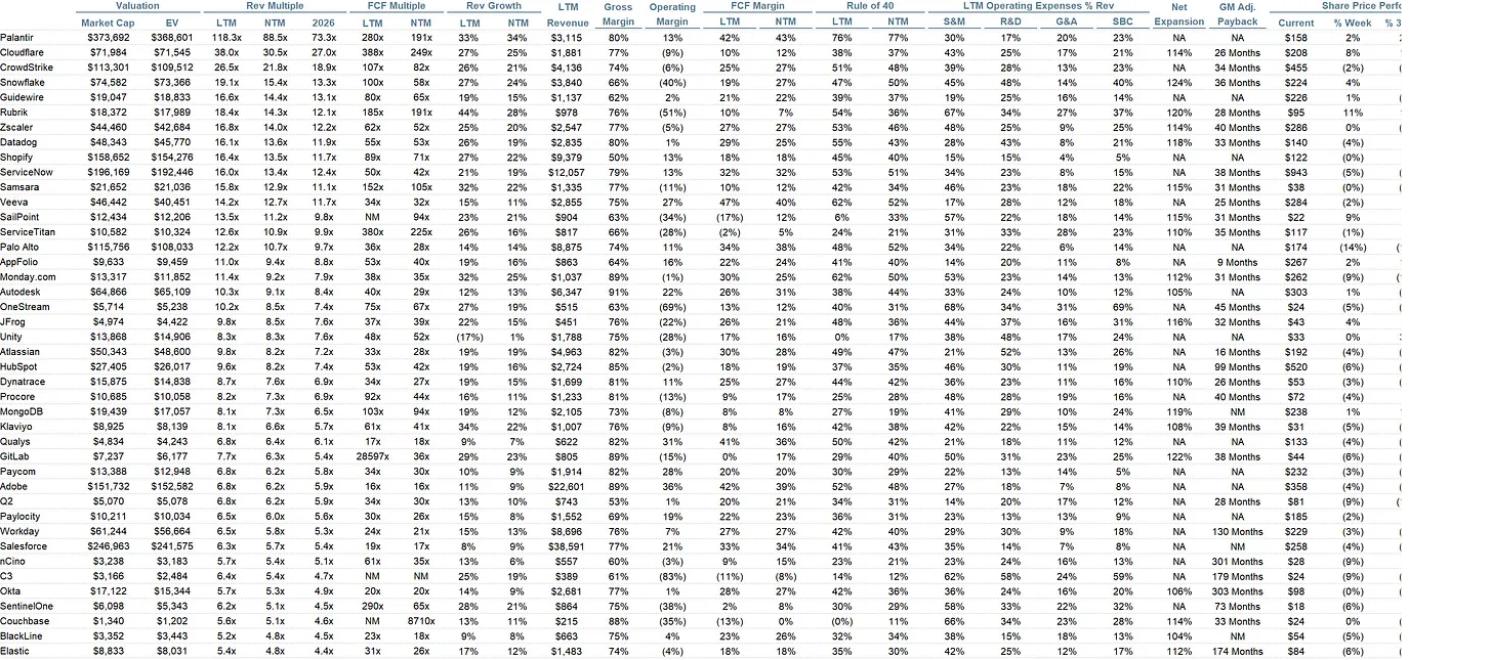 Valuation Rev Multiple FCF Multiple Rev Growth LTM Gross Operating FCF Margin Rule of 40 LTM Operating Expenses % Rev Net GM Adj. Share Price Perfo
Market Cap EV LTM NTM 2026 LTM NTM LTM NTM Revenue Margin Margin LTM NTM LTM NTM S&M R&D G&A SBC Expansion Payback Current % Week % 3
Palantir $373,692 $368,601 118.3x 88.5x 73.3x 280x 191x 33% 34% $3,115 80% 13% 42% 43% 76% 77% 30% 17% 20% 23% NA NA $158 2%
Cloudflare $71,984 $71,545 38.0x 30.5x 27.0x 388x 249x 27% 25% $1,881 77% (9%) 10% 12% 38% 37% 43% 25% 17% 21% 114% 26 Months $208 8%
CrowdStrike $113,301 $109,512 26.5x 21.8x 18.9x 107x 82x 26% 21% $4,136 74% (6%) 25% 27% 51% 48% 39% 28% 13% 23% NA 34 Months $455 (2%) (
Snowflake $74,582 $73,366 19.1x 15.4x 13.3x 100x 58x 27% 24% $3,840 66% (40%) 19% 27% 47% 50% 45% 48% 14% 40% 124% 36 Months $224 4%
Guidewire $19,047 $18,833 16.6x 14.4x 13.1x 80x 65x 19% 15% $1,137 62% 2% 21% 22% 39% 37% 19% 25% 16% 14% NA NA $226 1% (
Rubrik $18,372 $17,989 18.4x 14.3x 12.1x 185x 191x 44% 28% $978 76% (51%) 10% 7% 54% 36% 67% 34% 27% 37% 120% 28 Months $95 11%
Zscaler $44,460 $42,684 16.8x 14.0x 12.2x 62x 52x 25% 20% $2,547 77% (5%) 27% 27% 53% 46% 48% 25% 9% 25% 114% 40 Months $286 0% (
Datadog $48,343 $45,770 16.1x 13.6x 11.9x 55x 53x 26% 19% $2,835 80% 1% 29% 25% 55% 43% 28% 43% 8% 21% 118% 33 Months $140 (4%) (
Shopify $158,652 $154,276 16.4x 13.5x 11.7x 89x 71x 27% 22% $9,379 50% 13% 18% 18% 45% 40% 15% 15% 4% 5% NA NA $122 (0%)
ServiceNow $196,169 $192,446 16.0x 13.4x 12.4x 50x 42x 21% 19% $12,057 79% 13% 32% 32% 53% 51% 34% 23% 8% 15% NA 38 Months $943 (5%) (
Samsara $21,652 $21,036 15.8x 12.9x 11.1x 152x 105x 32% 22% $1,335 77% (11%) 10% 12% 42% 34% 46% 23% 18% 22% 115% 31 Months $38 (0%) (
Veeva $46,442 $40,451 14.2x 12.7x 11.7x 34x 32x 15% 11% $2,855 75% 27% 47% 40% 62% 52% 17% 28% 12% 18% NA 25 Months $284 (2%)
SailPoint $12,434 $12,206 13.5x 11.2x 9.8x NM 94x 23% 21% $904 63% (34%) (17%) 12% 6% 33% 57% 22% 18% 14% 115% 31 Months $22 9%
ServiceTitan $10,582 $10,324 12.6x 10.9x 9.9x 380x 225x 26% 16% $817 66% (28%) (2%) 5% 24% 21% 31% 33% 28% 23% 110% 35 Months $117 (1%)
Palo Alto $115,756 $108,033 12.2x 10.7x 9.7x 36x 28x 14% 14% $8,875 74% 11% 34% 38% 48% 52% 34% 22% 6% 14% NA NA $174 (14%) (
AppFolio $9,633 $9,459 11.0x 9.4x 8.8x 53x 40x 19% 16% $863 64% 16% 22% 24% 41% 40% 14% 20% 11% 8% NA 9 Months $267 2%
Monday.com $13,317 $11,852 11.4x 9.2x 7.9x 38x 35x 32% 25% $1,037 89% (1%) 30% 25% 62% 50% 53% 23% 14% 13% 112% 31 Months $262 (9%) (
Autodesk $64,866 $65,109 10.3x 9.1x 8.4x 40x 29x 12% 13% $6,347 91% 22% 26% 31% 38% 44% 33% 24% 10% 12% 105% NA $303 1% (
OneStream $5,714 $5,238 10.2x 8.5x 7.4x 75x 67x 27% 19% $515 63% (69%) 13% 12% 40% 31% 68% 34% 31% 69% NA 45 Months $24 (5%) (
JFrog $4,974 $4,422 9.8x 8.5x 7.6x 37x 39x 22% 15% $451 76% (22%) 26% 21% 48% 36% 44% 37% 16% 31% 116% 32 Months $43 4%
Unity $13,868 $14,906 8.3x 8.3x 7.6x 48x 52x (17%) 1% $1,788 75% (28%) 17% 16% 0% 17% 38% 48% 17% 24% NA NA $33 0%
Atlassian $50,343 $48,600 9.8x 8.2x 7.2x 33x 28x 19% 19% $4,963 82% (3%) 30% 28% 49% 47% 21% 52% 13% 26% NA 16 Months $192 (4%) (
HubSpot $27,405 $26,017 9.6x 8.2x 7.4x 53x 42x 19% 16% $2,724 85% (2%) 18% 19% 37% 35% 46% 30% 11% 19% NA 99 Months $520 (6%) (
Dynatrace $15,875 $14,838 8.7x 7.6x 6.9x 34x 27x 19% 15% $1,699 81% 11% 25% 27% 44% 42% 36% 23% 11% 16% 110% 26 Months $53 (3%) (
Procore $10,685 $10,058 8.2x 7.3x 6.9x 92x 44x 16% 11% $1,233 81% (13%) 9% 17% 25% 28% 48% 28% 19% 16% NA 40 Months $72 (4%)
MongoDB $19,439 $17,057 8.1x 7.3x 6.5x 103x 94x 19% 12% $2,105 73% (8%) 8% 8% 27% 19% 41% 29% 10% 24% 119% NM $238 1%
Klaviyo $8,925 $8,139 8.1x 6.6x 5.7x 61x 41x 34% 22% $1,007 76% (9%) 8% 16% 42% 38% 42% 22% 15% 14% 108% 39 Months $31 (5%) (
Qualys $4,834 $4,243 6.8x 6.4x 6.1x 17x 18x 9% 7% $622 82% 31% 41% 36% 50% 42% 21% 18% 11% 12% NA NA $133 (4%) (
GitLab $7,237 $6,177 7.7x 6.3x 5.4x 28597x 36x 29% 23% $805 89% (15%) 0% 17% 29% 40% 50% 31% 23% 25% 122% 38 Months $44 (6%) (
Paycom $13,388 $12,948 6.8x 6.2x 5.8x 34x 30x 10% 9% $1,914 82% 28% 20% 20% 30% 29% 22% 13% 14% 5% NA NA $232 (3%) (
Adobe $151,732 $152,582 6.8x 6.2x 5.9x 16x 16x 11% 9% $22,601 89% 36% 42% 39% 52% 48% 27% 18% 7% 8% NA NA $358 (4%) (
Q2 $5,070 $5,078 6.8x 6.2x 5.9x 34x 30x 13% 10% $743 53% 1% 20% 21% 34% 31% 14% 20% 17% 12% NA 28 Months $81 (9%) (
Paylocity $10,211 $10,034 6.5x 6.0x 5.6x 30x 26x 15% 8% $1,552 69% 19% 22% 23% 36% 31% 23% 13% 13% 9% NA NA $185 (2%)
Workday $61,244 $56,664 6.5x 5.8x 5.3x 24x 21x 15% 13% $8,696 76% 7% 27% 27% 42% 40% 29% 30% 9% 18% NA 130 Months $229 (3%) (
Salesforce $246,963 $241,575 6.3x 5.7x 5.4x 19x 17x 8% 9% $38,591 77% 21% 33% 34% 41% 43% 35% 14% 7% 8% NA NM $258 (4%) (
nCino $3,238 $3,183 5.7x 5.4x 5.1x 61x 35x 13% 6% $557 60% (3%) 9% 15% 23% 21% 23% 24% 16% 13% NA 301 Months $28 (9%) (
C3 $3,166 $2,484 6.4x 5.4x 4.7x NM NM 25% 19% $389 61% (83%) (11%) (8%) 14% 12% 62% 58% 24% 59% NA 179 Months $24 (9%) (
Okta $17,122 $15,344 5.7x 5.3x 4.9x 20x 20x 14% 9% $2,681 77% 1% 28% 27% 42% 36% 36% 24% 16% 20% 106% 303 Months $98 (0%) (
SentinelOne $6,098 $5,343 6.2x 5.1x 4.5x 290x 65x 28% 21% $864 75% (38%) 2% 8% 30% 29% 58% 33% 22% 32% NA 73 Months $18 (6%) (
Couchbase $1,340 $1,202 5.6x 5.1x 4.6x NM 8710x 13% 11% $215 88% (35%) (13%) 0% (0%) 11% 66% 34% 23% 28% 114% 33 Months $24 0% (
BlackLine $3,352 $3,443 5.2x 4.8x 4.5x 23x 18x 9% 8% $663 75% 4% 23% 26% 32% 34% 38% 15% 18% 13% 104% NM $54 (5%) (
Elastic $8,833 $8,031 5.4x 4.8x 4.4x 31x 26x 17% 12% $1,483 74% (4%) 18% 18% 35% 30% 42% 25% 12% 17% 112% 174 Months $84 (6%) (